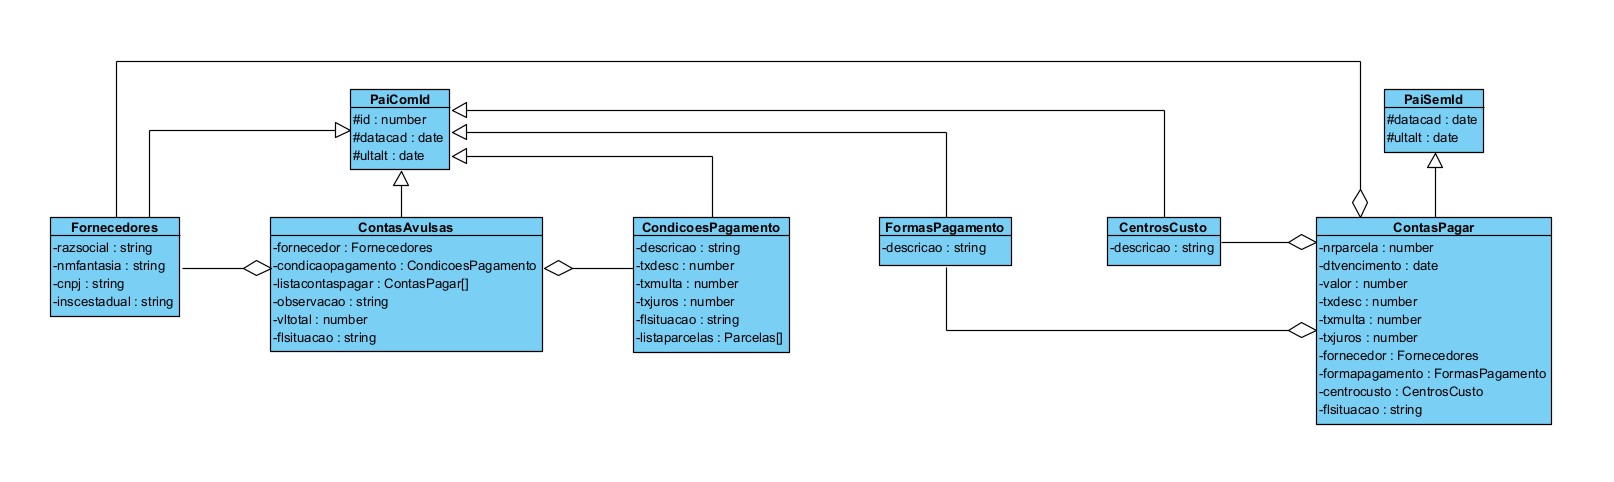 PaiComId
#id : number
#datacad : date
#ultalt : date
PaiSemId
#datacad : date
#ultalt : date
Fornecedores
-razsocial : string
-nmfantasia : string
-cnpj : string
-inscestadual : string
ContasAvulsas
-fornecedor : Fornecedores
-condicaopagamento : CondicoesPagamento
-listacontaspagar : ContasPagar[]
-observacao : string
-vltotal : number
-flsituacao : string
CondicoesPagamento
-descricao : string
-txdesc : number
-txmulta : number
-txjuros : number
-flsituacao : string
-listaparcelas : Parcelas[]
FormasPagamento
-descricao : string
CentrosCusto
-descricao : string
ContasPagar
-nrparcela : number
-dtvencimento : date
-valor : number
-txdesc : number
-txmulta : number
-txjuros : number
-fornecedor : Fornecedores
-formapagamento : FormasPagamento
-centrocusto : CentrosCusto
-flsituacao : string